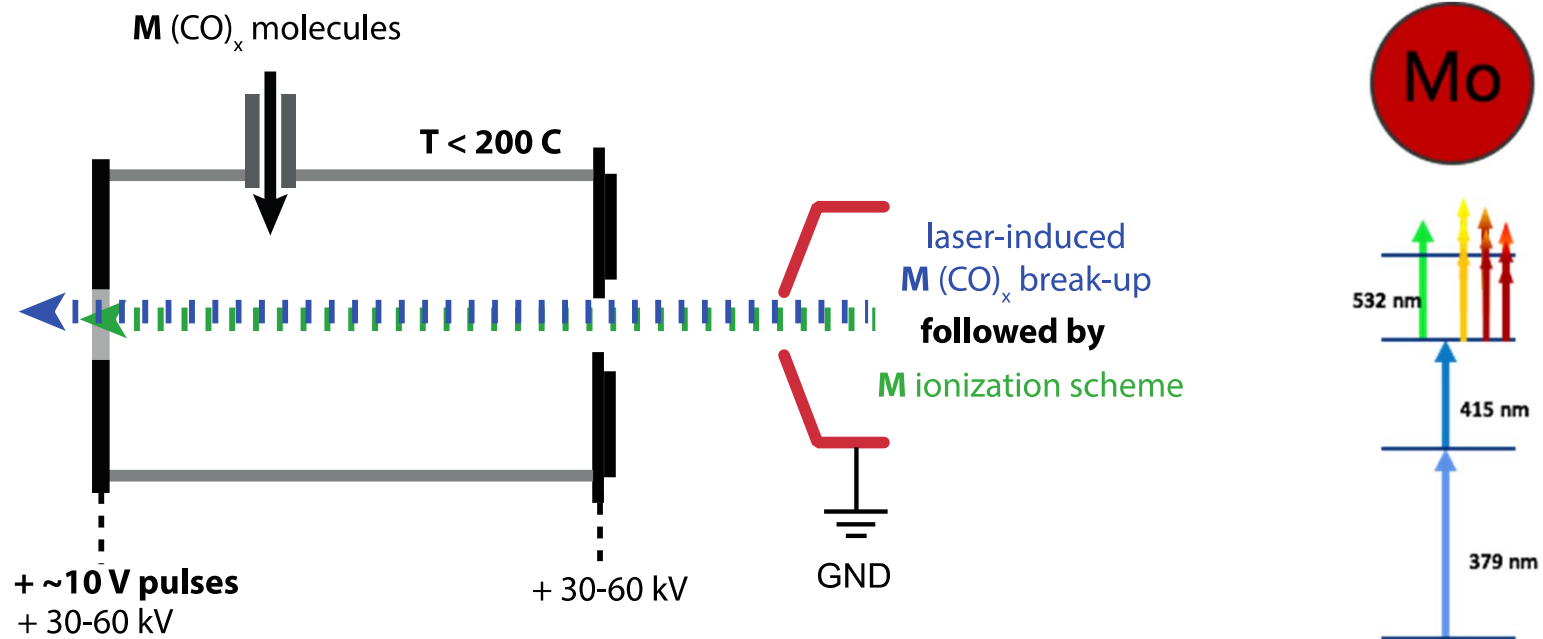 M (CO)x molecules
T < 200 C
laser-induced
M (CO)x break-up
followed by
M ionization scheme
+ ~10 V pulses
+ 30-60 kV
+ 30-60 kV
GND
Mo
532 nm
415 nm
379 nm